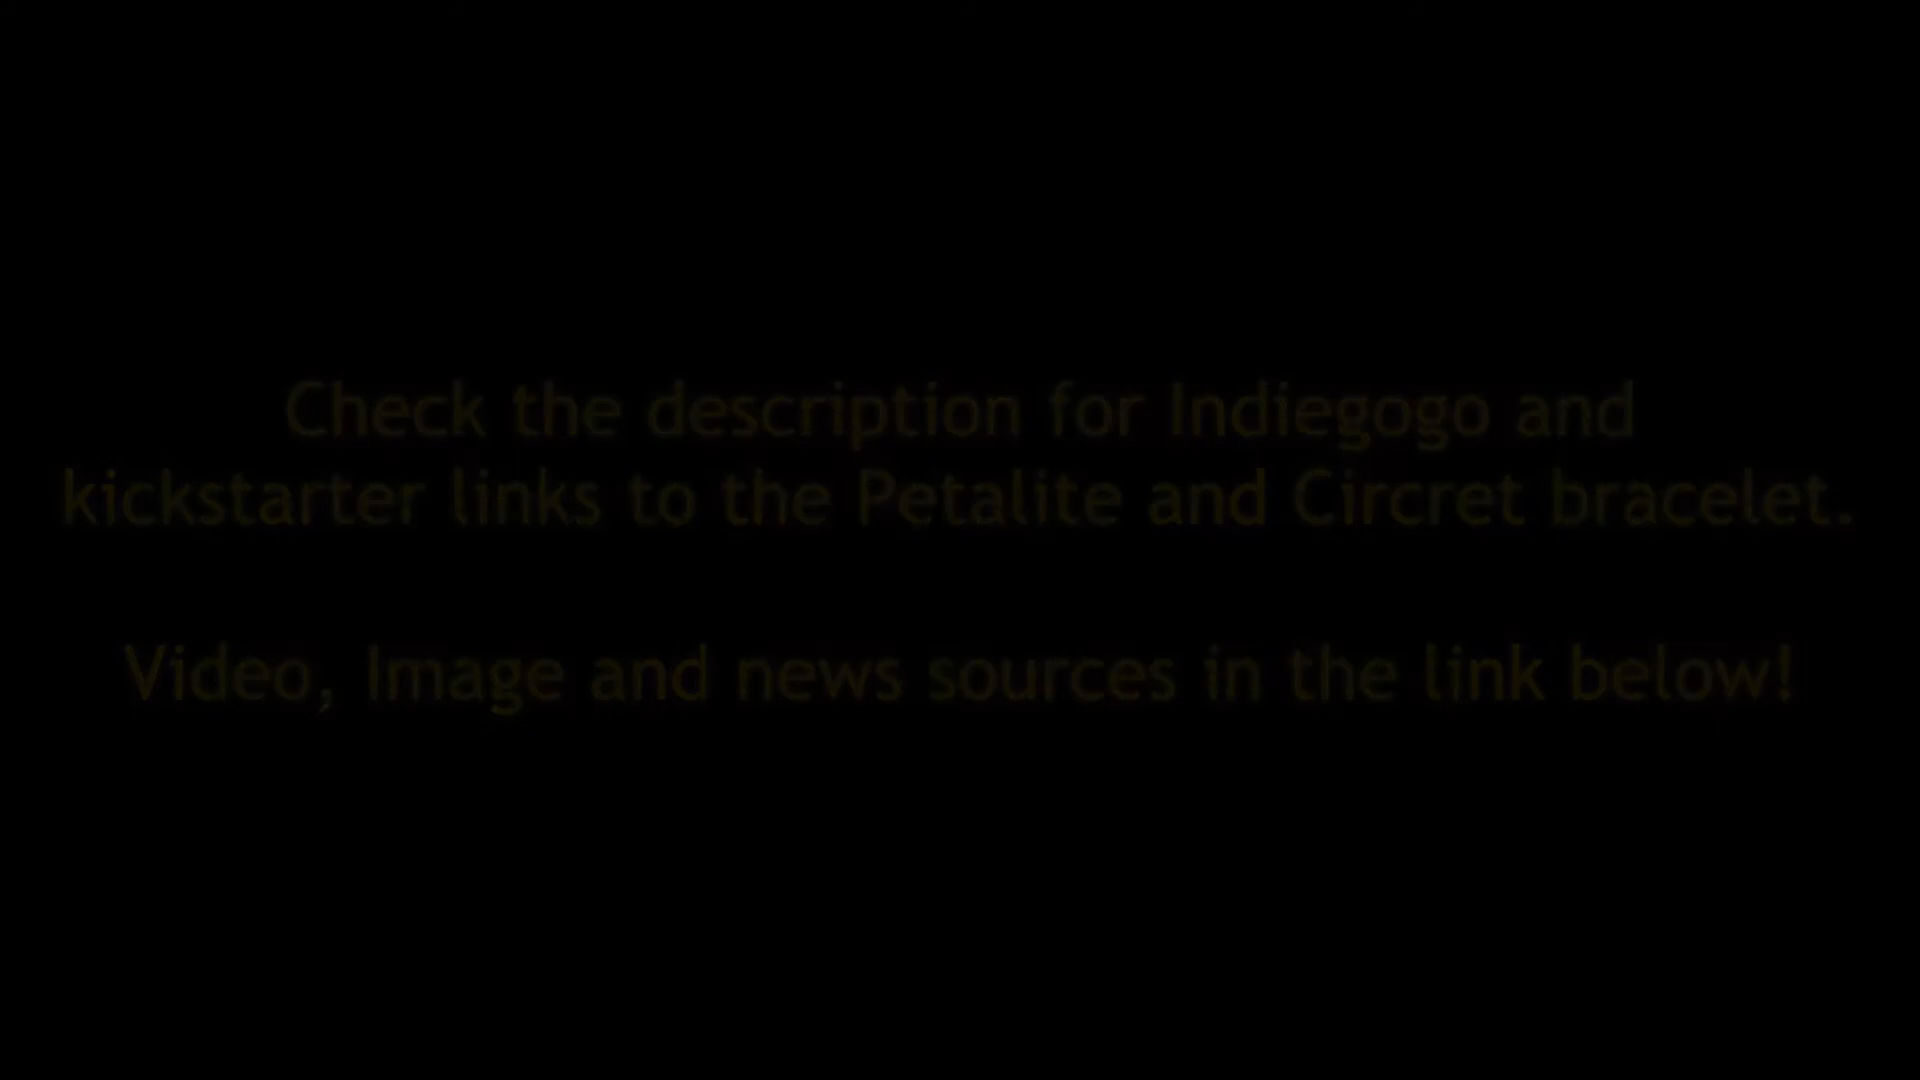 Check the description for Indiegogo and
kickstarter links to the Petalite and Circret bracelet.
Video, Image and news sources in the link below!